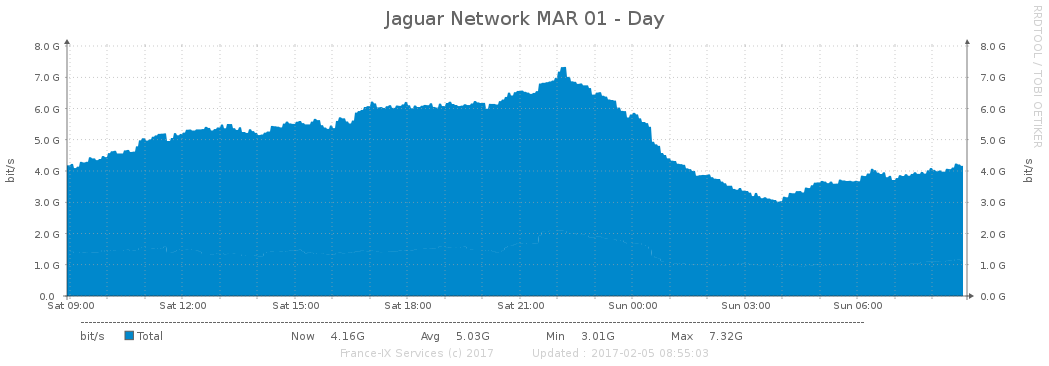 Jaguar Network MAR 01 - Day
RRDTOOL / TOBI OETIKER
8.0 G 8.0 G
7.0 G 7.0 G
6.0 G 6.0 G
5.0 G 5.0 G
4.0 G 4.0 G
3.0 G 3.0 G
2.0 G 2.0 G
1.0 G 1.0 G
0.0 0.0 G
bit/s bit/s
Sat 09:00 Sat 12:00 Sat 15:00 Sat 18:00 Sat 21:00 Sun 00:00 Sun 03:00 Sun 06:00
bit/s Total Now 4.16G Avg 5.03G Min 3.01G Max 7.32G
France-IX Services (c) 2017 Updated : 2017-02-05 08:55:03